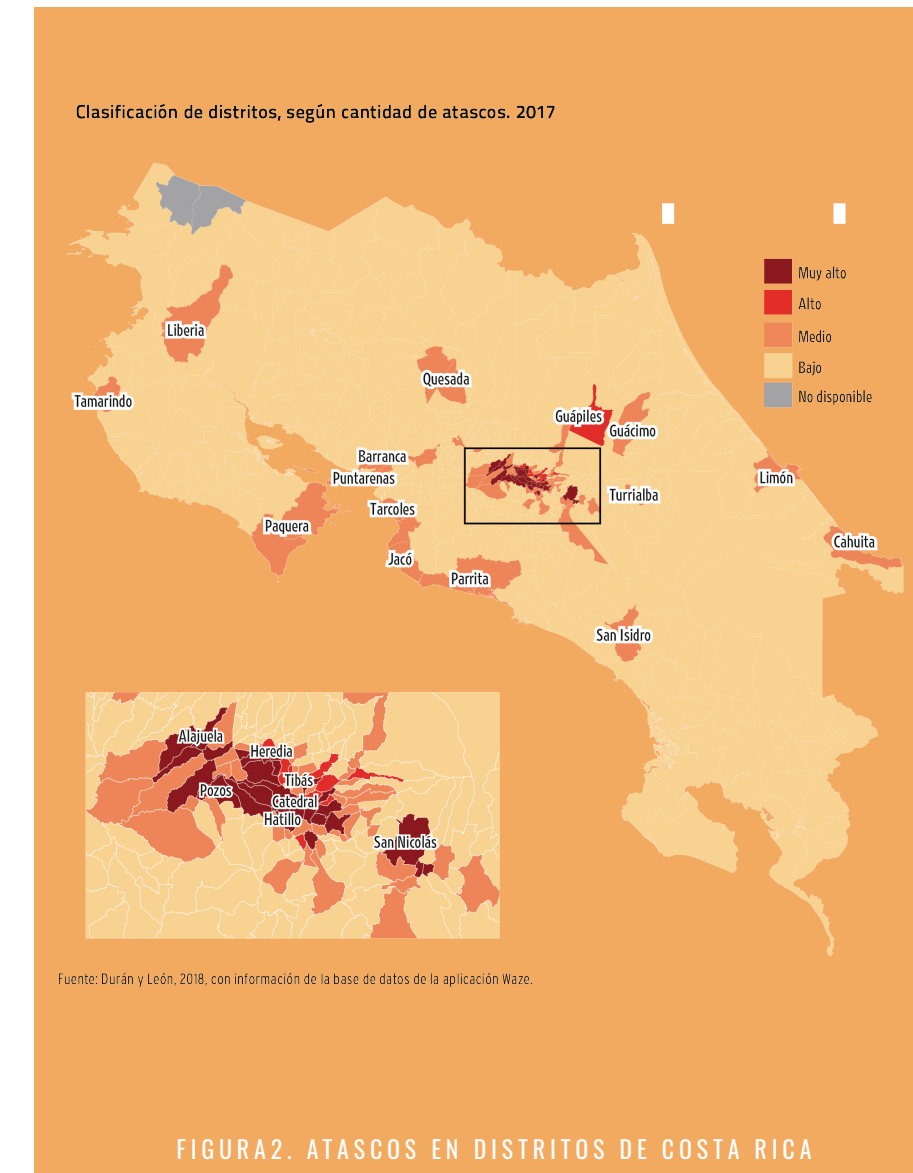 Clasificación de distritos, según cantidad de atascos. 2017
Muy alto
Alto
Medio
Bajo
No disponible
Liberia
Tamarindo
Quesada
Guápiles
Guácimo
Barranca
Puntarenas
Tarcoles
Turrialba
Limón
Paquera
Jacó
Parrita
Cahuita
San Isidro
Alajuela
Heredia
Tibás
Pozos
Catedral
Hatillo
San Nicolás
Fuente: Durán y León, 2018, con información de la base de datos de la aplicación Waze.
FIGURA2. ATASCOS EN DISTRITOS DE COSTA RICA